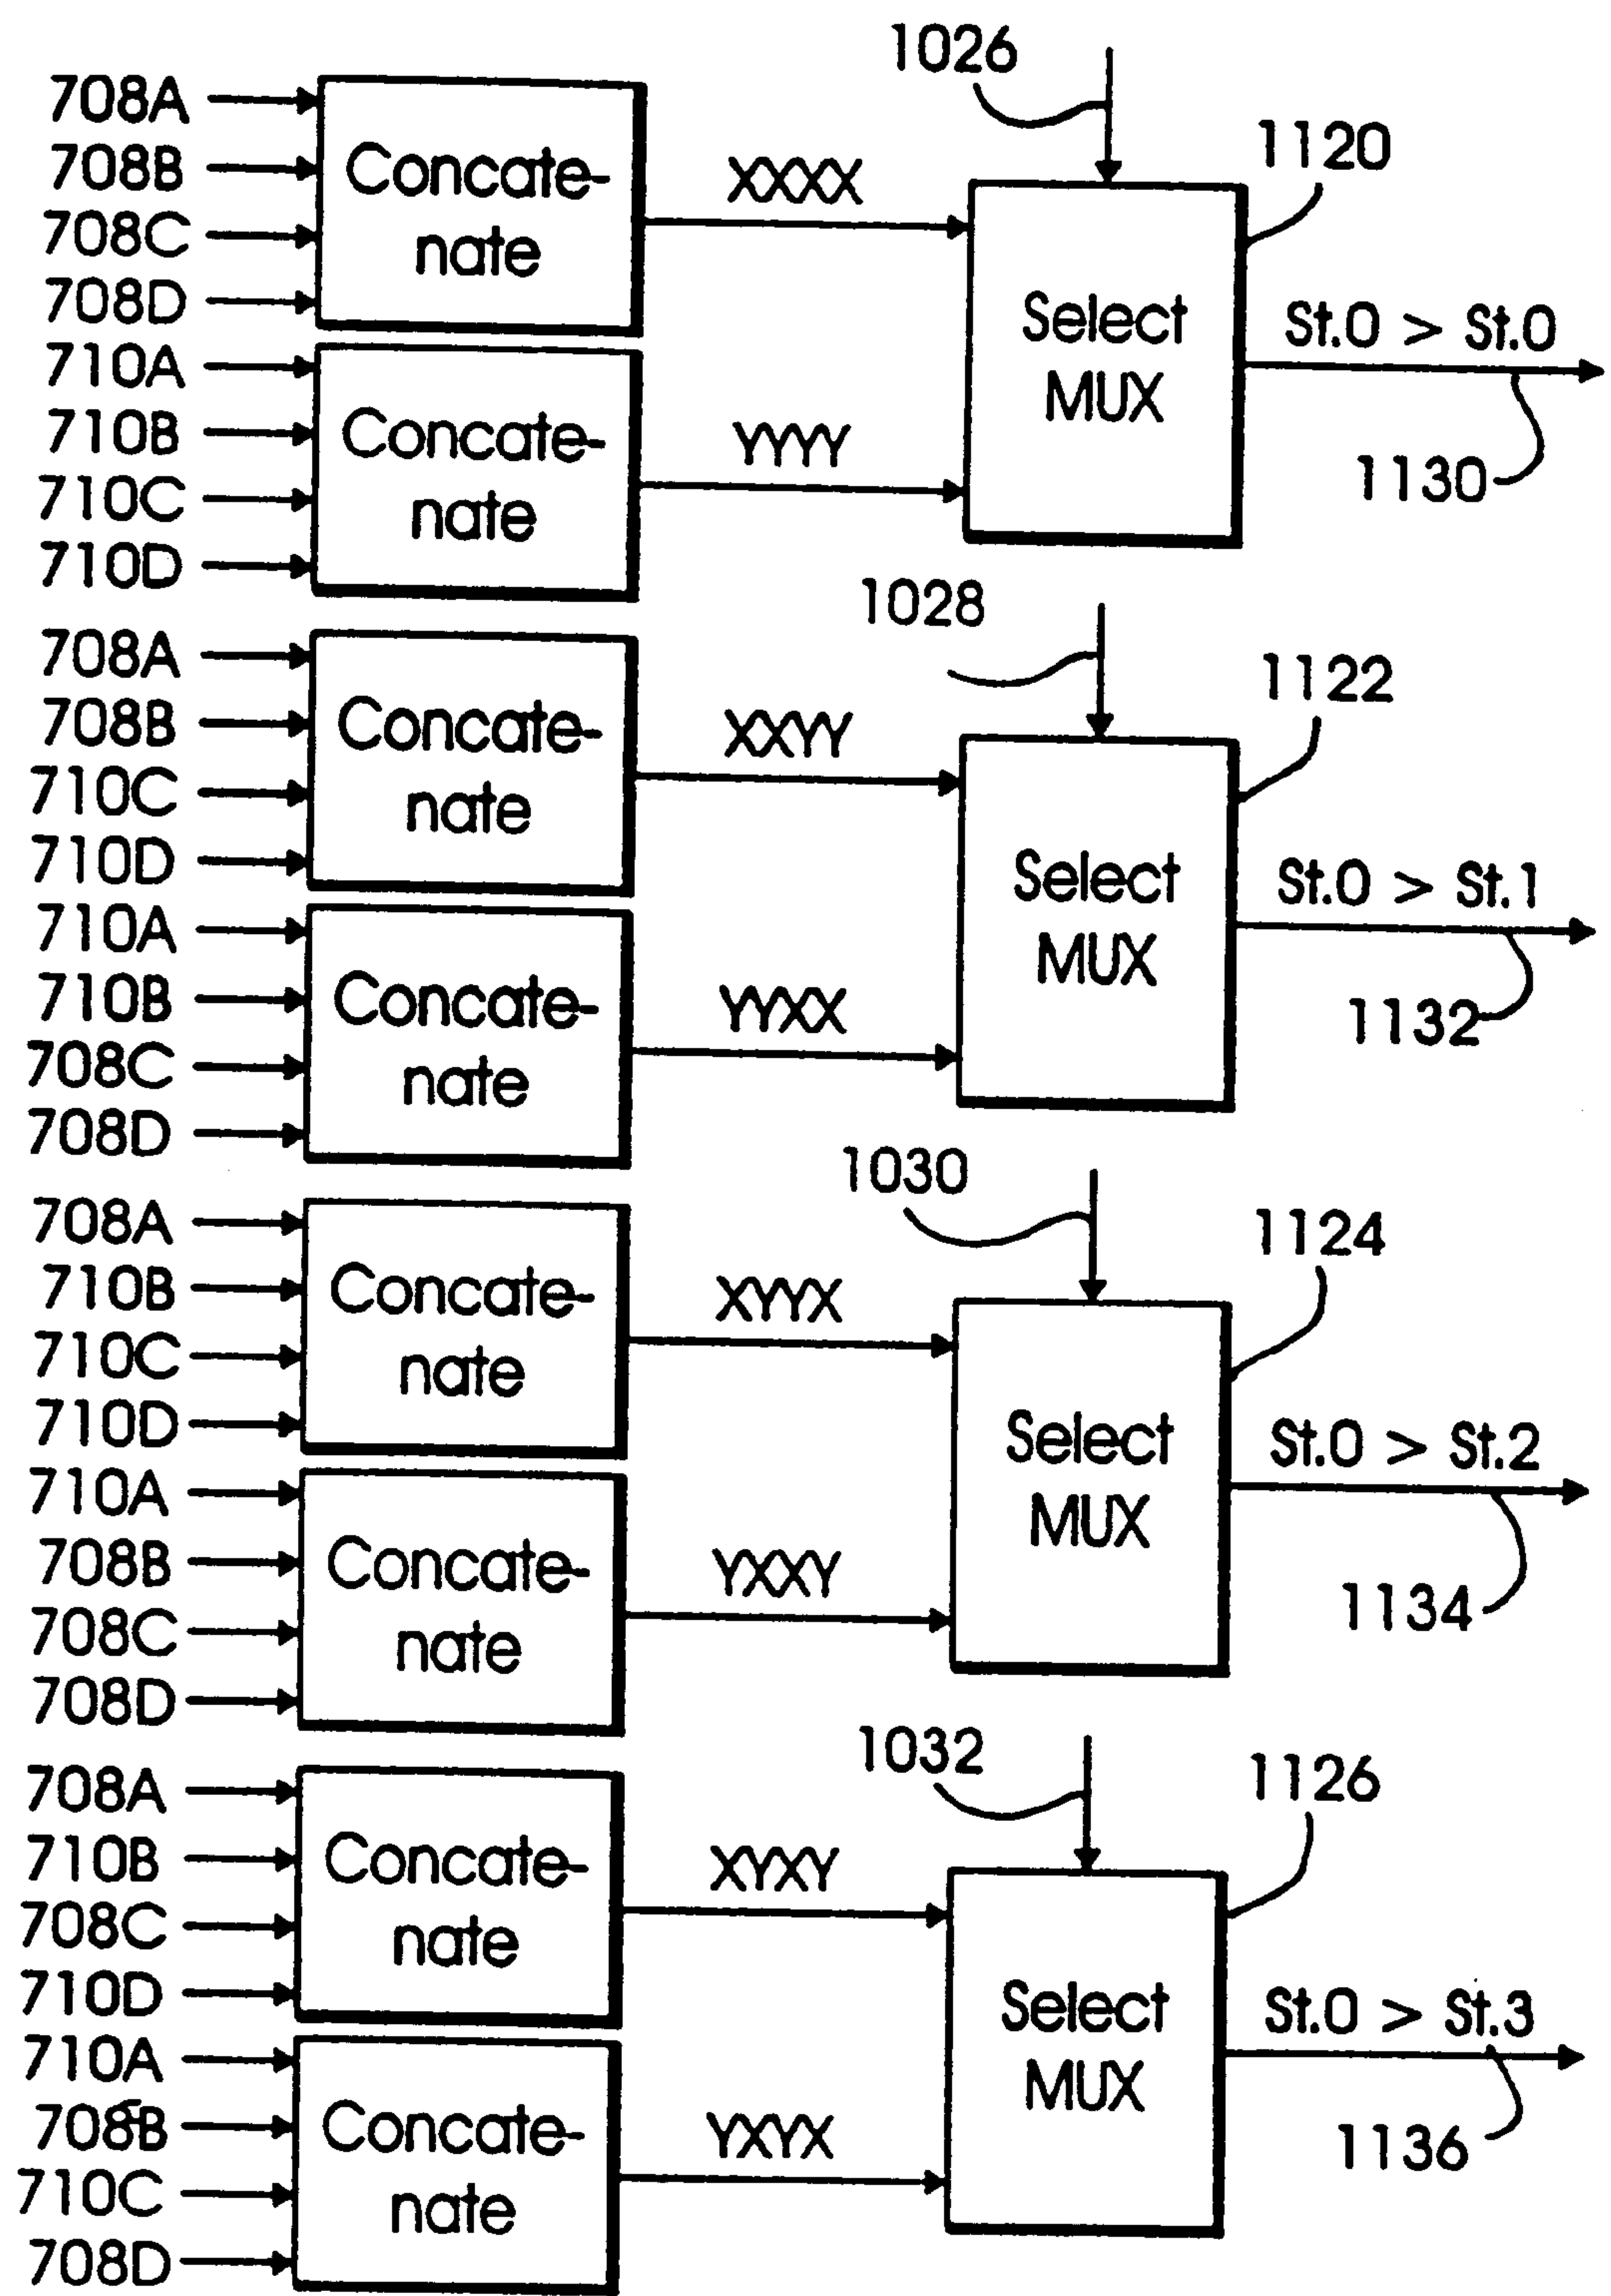 1026
708A
708B
708C
708D
Concate-
nate
XXXX
1120
710A
710B
710C
710D
Concate-
nate
YYYY
Select
MUX
St.0 > St.0
1130
1028
708A
708B
710C
710D
Concate-
nate
XXYY
1122
710A
710B
708C
708D
Concate-
nate
YYXX
Select
MUX
St.0 > St.1
1132
1030
708A
710B
710C
710D
Concate-
nate
XYYX
1124
710A
708B
708C
708D
Concate-
nate
YXXY
Select
MUX
St.0 > St.2
1134
1032
708A
710B
708C
710D
Concate-
nate
XYXY
1126
710A
708B
710C
708D
Concate-
nate
YXYX
Select
MUX
St.0 > St.3
1136